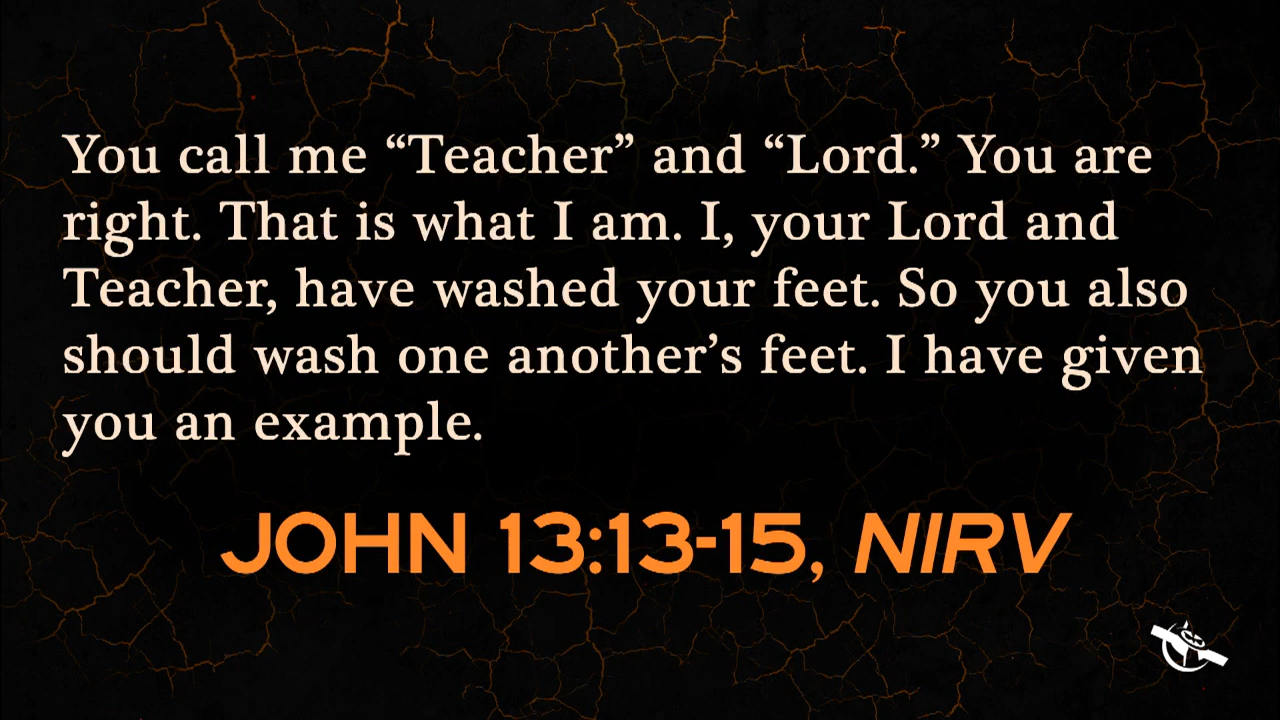 You call me “Teacher” and “Lord.” You are
right. That is what I am. I, your Lord and
Teacher, have washed your feet. So you also
should wash one another’s feet. I have given
you an example.
JOHN 13:13-15, NIRV